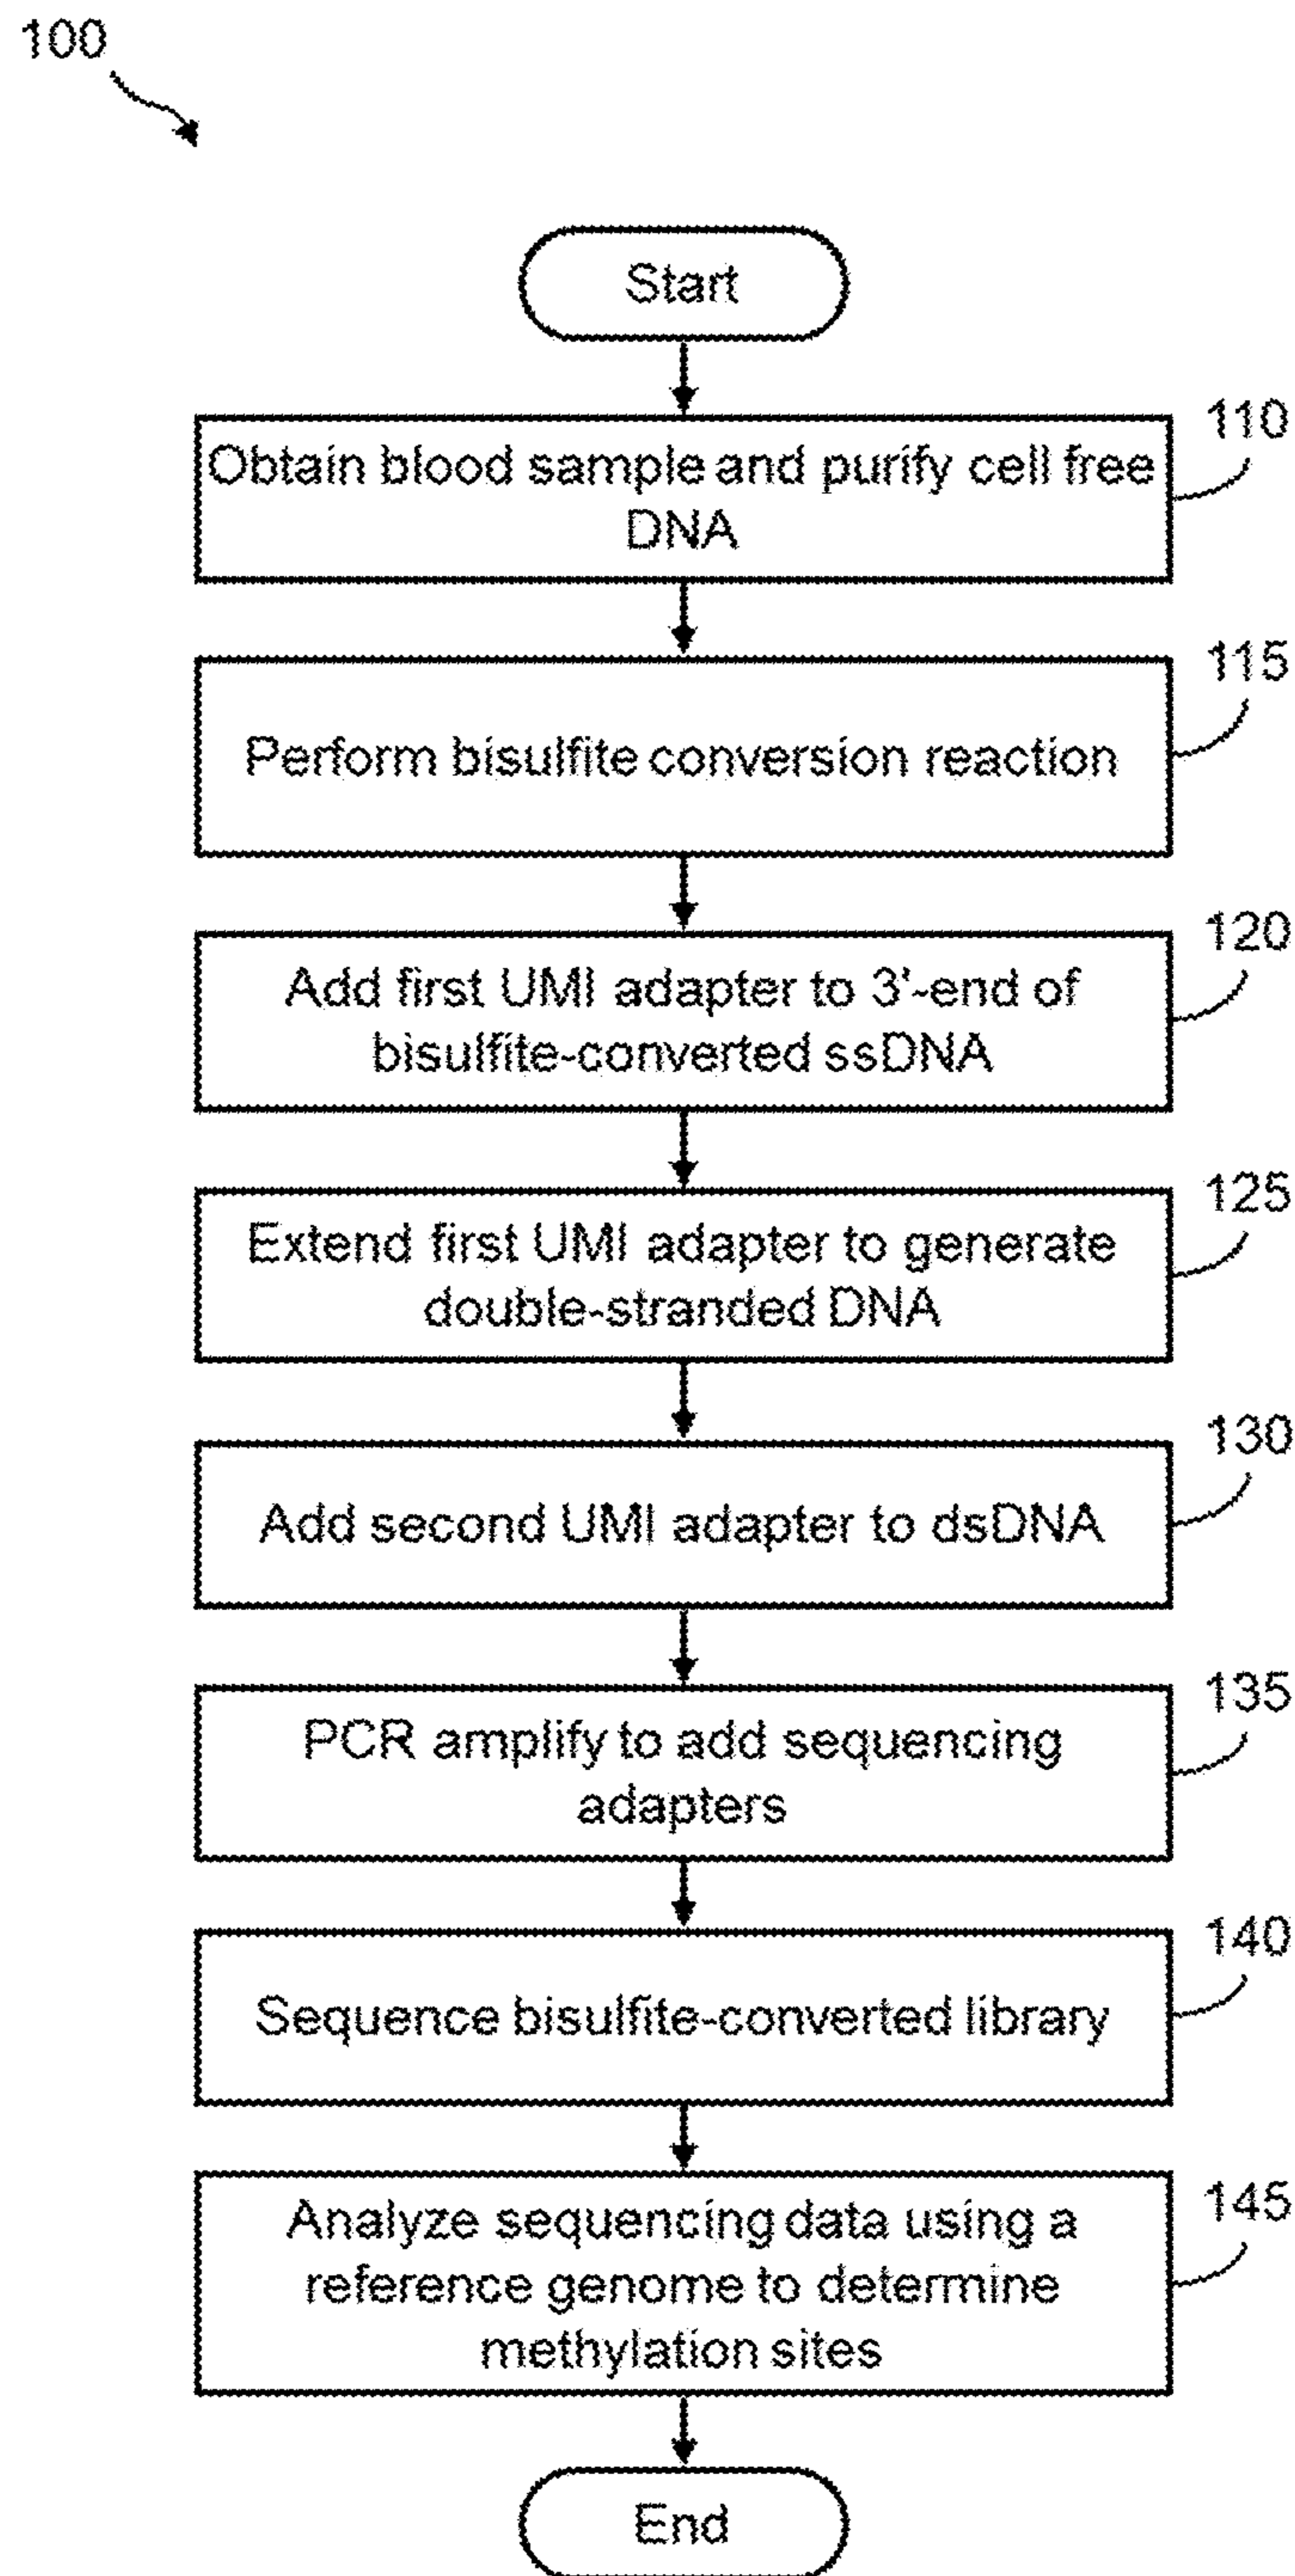 100
Start
110
Obtain blood sample and purify cell free
DNA
115
Perform bisulfite conversion reaction
120
Add first UMI adapter to 3'-end of
bisulfite-converted ssDNA
125
Extend first UMI adapter to generate
double-stranded DNA
130
Add second UMI adapter to dsDNA
135
PCR amplify to add sequencing
adapters
140
Sequence bisulfite-converted library
145
Analyze sequencing data using a
reference genome to determine
methylation sites
End